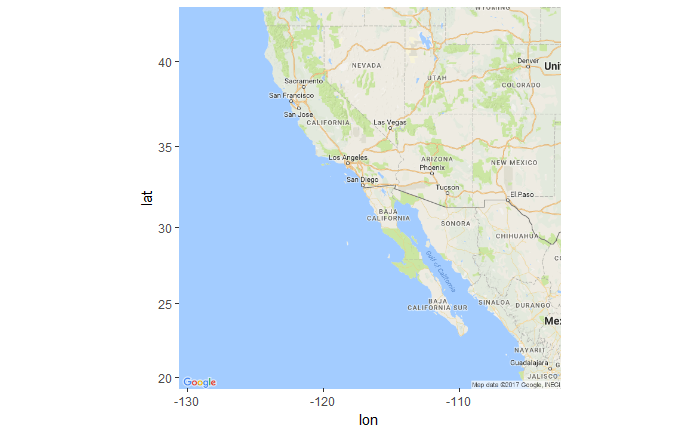 WYOMING
40
NEVADA
Denver
Unit
UTAH
COLORADO
Sacramento
San Francisco
San Jose
CALIFORNIA
Las Vegas
35
Los Angeles
ARIZONA
Phoenix
NEW MEXICO
San Diego
Tucson
El Paso
lat
BAJA
CALIFORNIA
SONORA
30
CHIHUAHUA
CO
Gulf of California
25
BAJA
CALIFORNIA SUR
SINALOA
DURANGO
Mex
NAYARIT
Guadalajara
G
20
JALISCO
Google
Map data ©2017 Google, INEGI
-130
-120
-110
lon